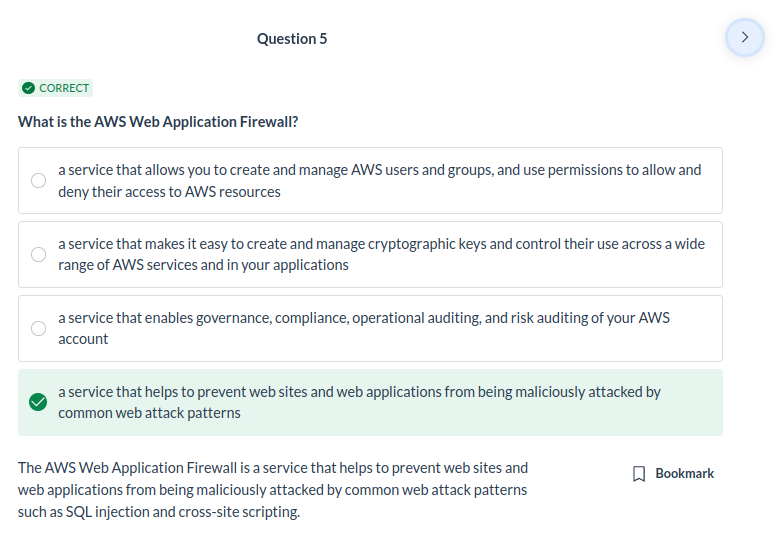 Question 5
CORRECT
What is the AWS Web Application Firewall?
a service that allows you to create and manage AWS users and groups, and use permissions to allow and
deny their access to AWS resources
a service that makes it easy to create and manage cryptographic keys and control their use across a wide
range of AWS services and in your applications
a service that enables governance, compliance, operational auditing, and risk auditing of your AWS
account
a service that helps to prevent web sites and web applications from being maliciously attacked by
common web attack patterns
The AWS Web Application Firewall is a service that helps to prevent web sites and
web applications from being maliciously attacked by common web attack patterns
such as SQL injection and cross-site scripting.
Bookmark